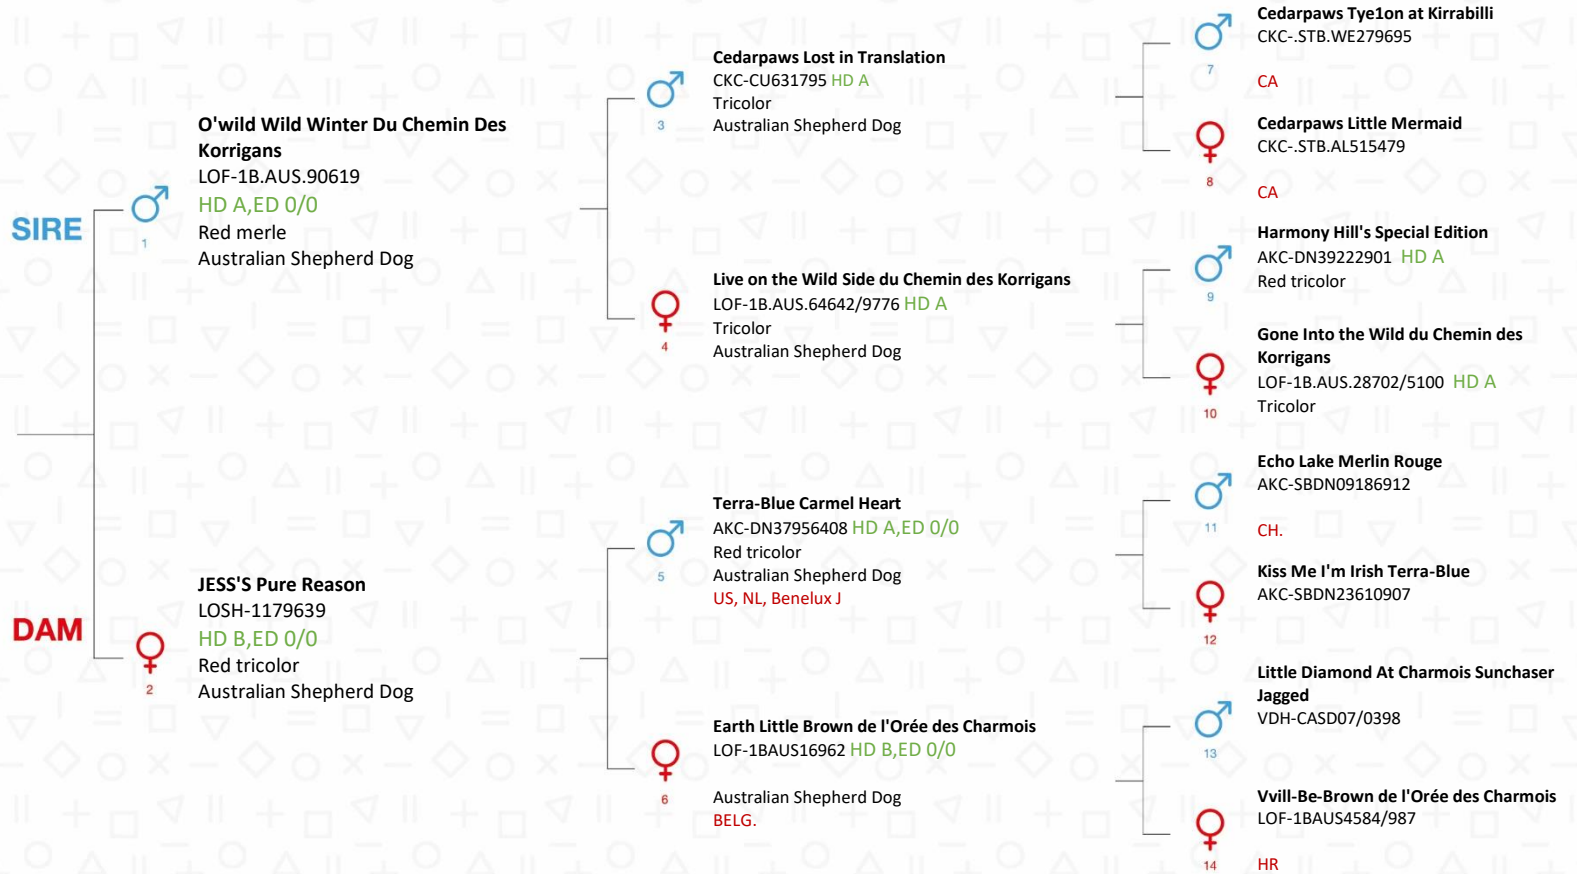 SIRE
1
O'wild Wild Winter Du Chemin Des
Korrigans
LOF-1B.AUS.90619
HD A,ED 0/0
Red merle
Australian Shepherd Dog
DAM
2
JESS'S Pure Reason
LOSH-1179639
HD B,ED 0/0
Red tricolor
Australian Shepherd Dog
3
Cedarpaws Lost in Translation
CKC-CU631795 HD A
Tricolor
Australian Shepherd Dog
4
Live on the Wild Side du Chemin des Korrigans
LOF-1B.AUS.64642/9776 HD A
Tricolor
Australian Shepherd Dog
5
Terra-Blue Carmel Heart
AKC-DN37956408 HD A,ED 0/0
Red tricolor
Australian Shepherd Dog
US, NL, Benelux J
6
Earth Little Brown de l'Orée des Charmois
LOF-1BAUS16962 HD B,ED 0/0
Australian Shepherd Dog
BELG.
7
Cedarpaws Tye1on at Kirrabilli
CKC-.STB.WE279695
CA
8
Cedarpaws Little Mermaid
CKC-.STB.AL515479
CA
9
Harmony Hill's Special Edition
AKC-DN39222901 HD A
Red tricolor
10
Gone Into the Wild du Chemin des
Korrigans
LOF-1B.AUS.28702/5100 HD A
Tricolor
11
Echo Lake Merlin Rouge
AKC-SBDN09186912
CH.
12
Kiss Me I'm Irish Terra-Blue
AKC-SBDN23610907
13
Little Diamond At Charmois Sunchaser
Jagged
VDH-CASD07/0398
14
Vvill-Be-Brown de l'Orée des Charmois
LOF-1BAUS4584/987
HR